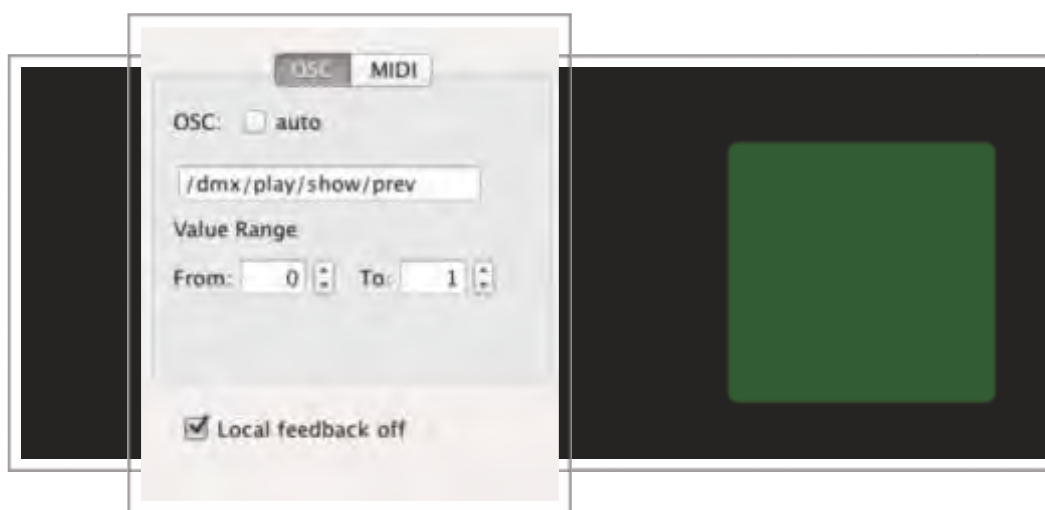 OSC MIDI
OSC: auto
/dmx/play/show/prev
Value Range
From: 0 To: 1
Local feedback off